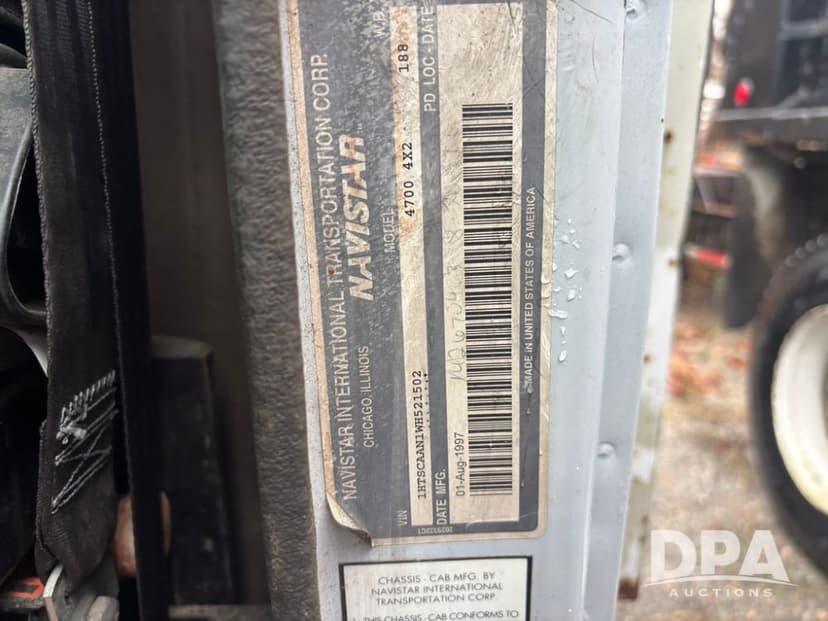 NAVISTAR INTERNATIONAL TRANSPORTATION CORP.
CHICAGO, ILLINOIS
NAVISTAR
MODEL
W.B.
VIN
1HTSCAAN1WH521502
4700 4X2
188
DATE MFG.
PD LOC - DATE
01-Aug-1997
MADE IN UNITED STATES OF AMERICA
CHASSIS - CAB MFG. BY
NAVISTAR INTERNATIONAL
TRANSPORTATION CORP.
THIS CHASSIS - CAB CONFORMS TO
DPA
AUCTIONS